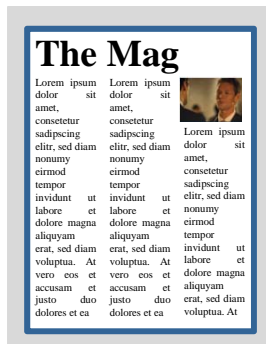 The Mag
Lorem ipsum
dolor sit
amet,
consetetur
sadipscing
elitr, sed diam
nonumy
eirmod
tempor
invidunt ut
labore et
dolore magna
aliquyam
erat, sed diam
voluptua. At
vero eos et
accusam et
justo duo
dolores et ea
Lorem ipsum
dolor sit
amet,
consetetur
sadipscing
elitr, sed diam
nonumy
eirmod
tempor
invidunt ut
labore et
dolore magna
aliquyam
erat, sed diam
voluptua. At
vero eos et
accusam et
justo duo
dolores et ea
Lorem ipsum
dolor sit
amet,
consetetur
sadipscing
elitr, sed diam
nonumy
eirmod
tempor
invidunt ut
labore et
dolore magna
aliquyam
erat, sed diam
voluptua. At